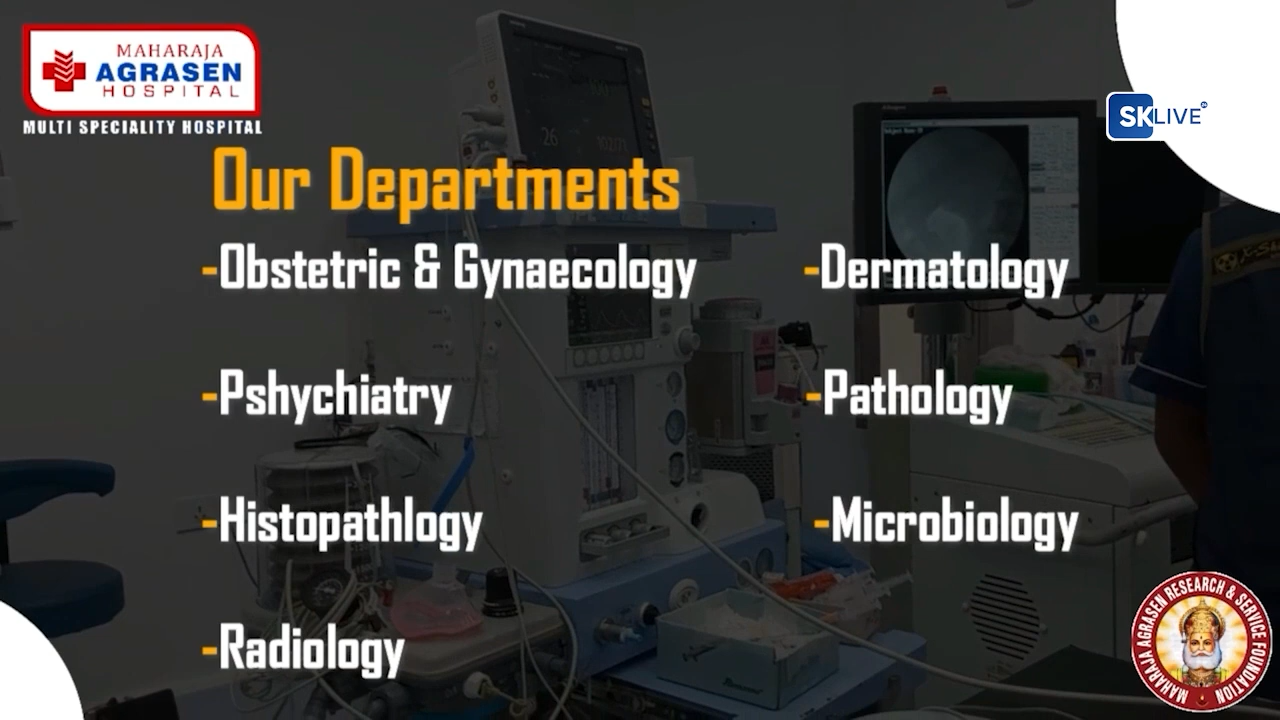 MAHARAJA
AGRASEN
HOSPITAL
MULTI SPECIALITY HOSPITAL
SKLIVE
Our Departments
-Obstetric & Gynaecology
-Dermatology
-Pshychiatry
-Pathology
-Histopathlogy
-Microbiology
-Radiology
MAHARAJA AGRASEN RESEARCH & SERVICE FOUNDATION